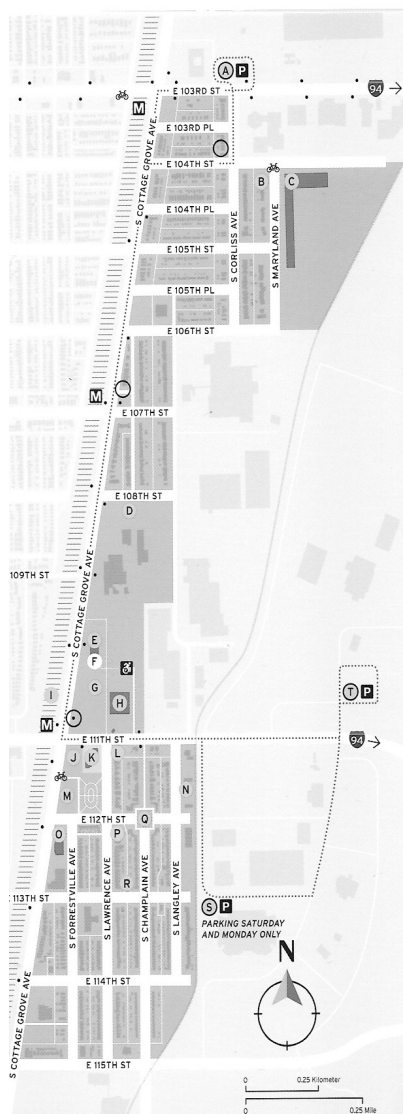 A P
E 103RD ST
94
M
E 103RD PL
S COTTAGE GROVE AVE
E 104TH ST
B
C
E 104TH PL
S CORLISS AVE
S MARYLAND AVE
E 105TH ST
E 105TH PL
E 106TH ST
M
E 107TH ST
E 108TH ST
D
109TH ST
S COTTAGE GROVE AVE
E
F
G
H
I
T P
M
E 111TH ST
94
J
K
L
M
N
E 112TH ST
Q
O
P
R
S FORRESTVILLE AVE
S LAWRENCE AVE
S CHAMPLAIN AVE
S LANGLEY AVE
E 113TH ST
S P
PARKING SATURDAY
AND MONDAY ONLY
N
E 114TH ST
S COTTAGE GROVE AVE
E 115TH ST
0 0.25 Kilometer
0 0.25 Mile